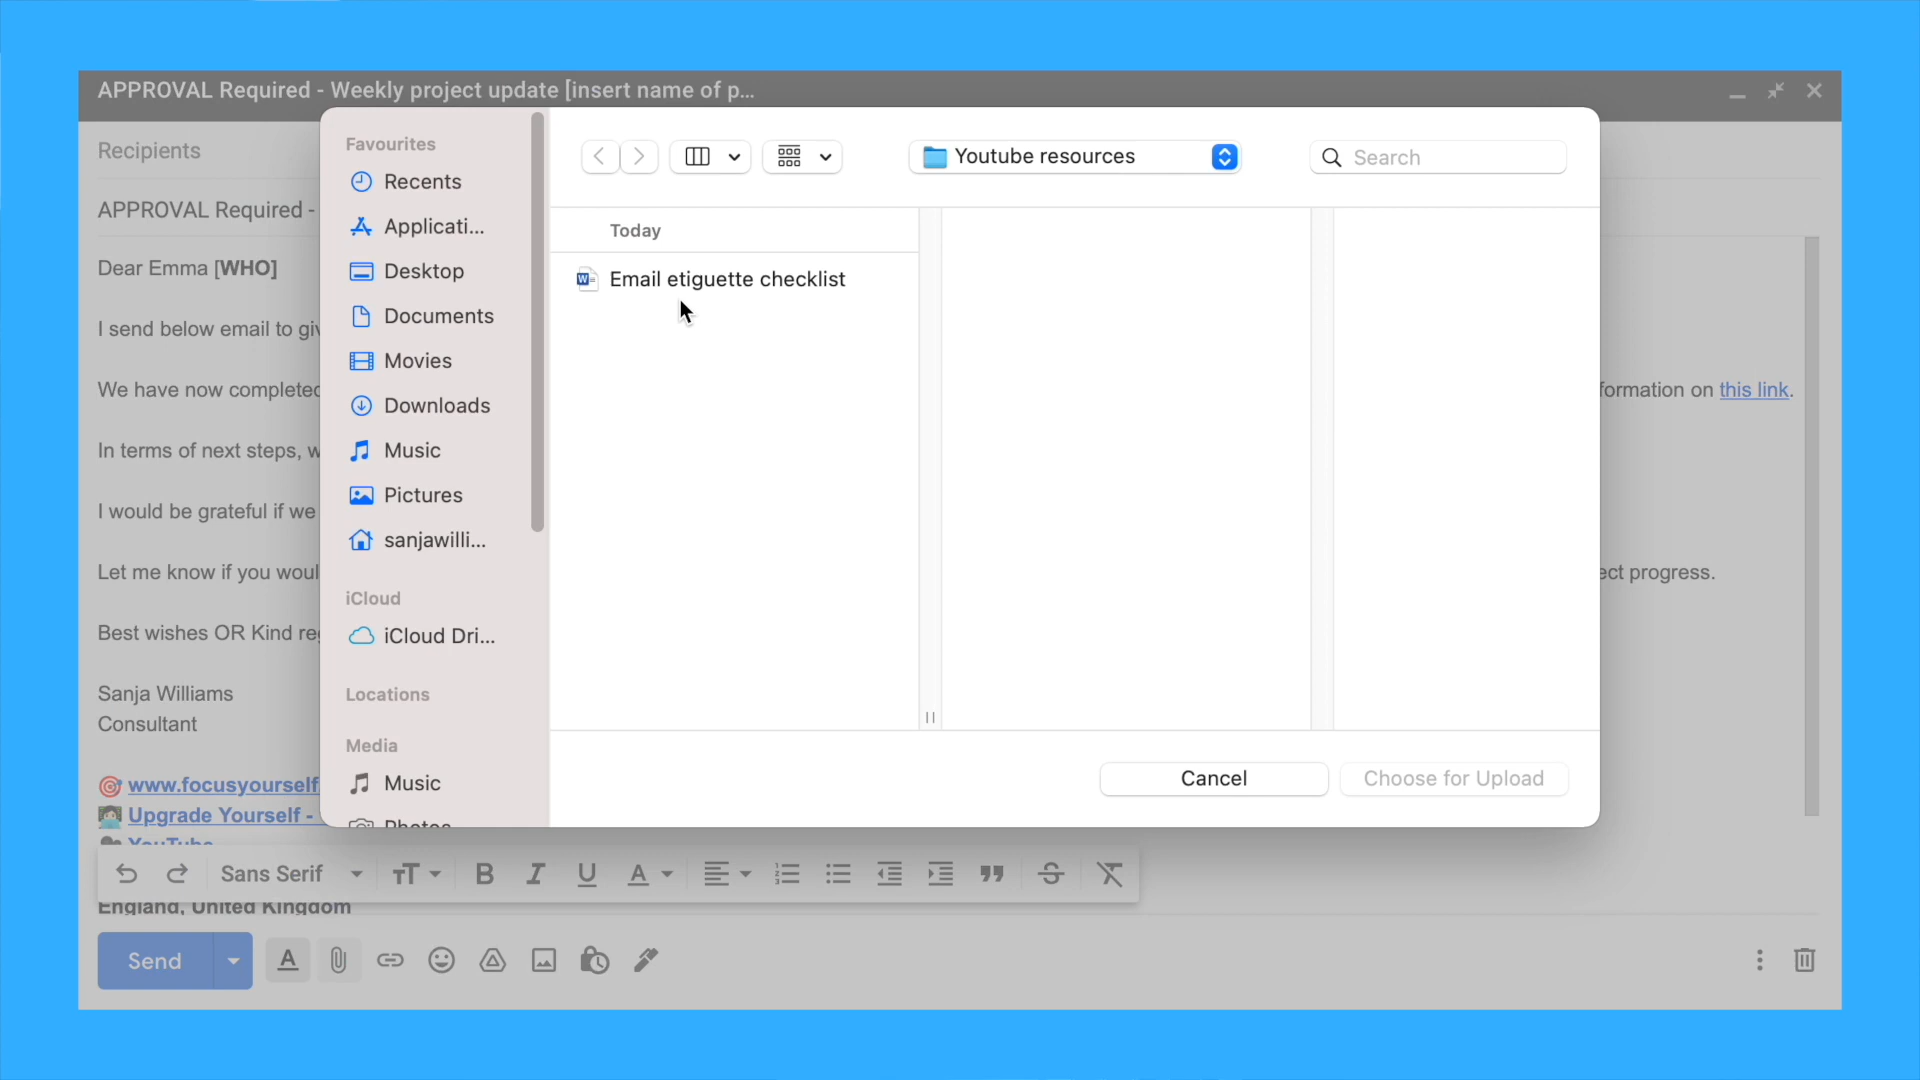 APPROVAL Required - Weekly project update [insert name of p...
Recipients
APPROVAL Required -
Dear Emma [WHO]
I send below email to giv
We have now completed
formation on this link.
In terms of next steps, w
I would be grateful if we
Let me know if you woul
ect progress.
Best wishes OR Kind reg
Sanja Williams
Consultant
www.focusyourself.
Upgrade Yourself -
YouTube
England, United Kingdom
Favourites
Recents
Applicati...
Desktop
Documents
Movies
Downloads
Music
Pictures
sanjawilli...
iCloud
iCloud Dri...
Locations
Media
Music
Photos
Youtube resources
Search
Today
Email etiguette checklist
Cancel
Choose for Upload
Sans Serif
Send